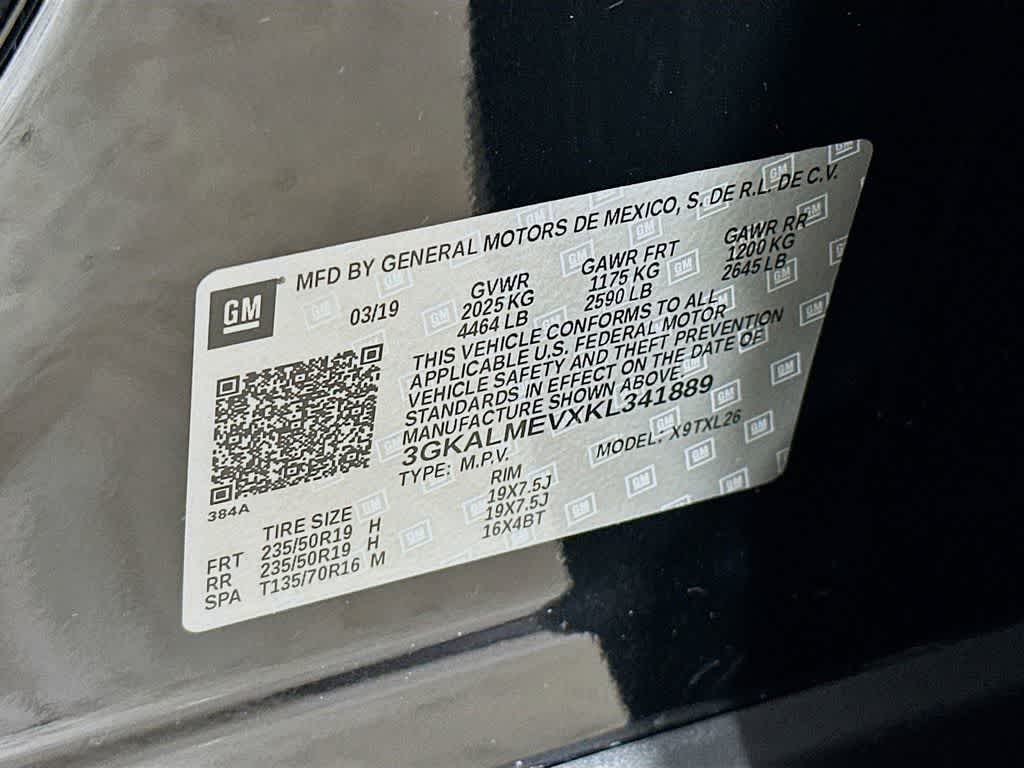 MFD BY GENERAL MOTORS DE MEXICO, S. DE R.L. DE C.V.
GM
03/19
GVWR GAWR FRT GAWR RR
2025 KG 1175 KG 1200 KG
4464 LB 2590 LB 2645 LB
THIS VEHICLE CONFORMS TO ALL
APPLICABLE U.S. FEDERAL MOTOR
VEHICLE SAFETY AND THEFT PREVENTION
STANDARDS IN EFFECT ON THE DATE OF
MANUFACTURE SHOWN ABOVE.
3GKALMEVXKL341889
TYPE: M.P.V. MODEL: X9TXL26
384A
TIRE SIZE RIM
FRT 235/50R19 H 19X7.5J
RR 235/50R19 H 19X7.5J
SPA T135/70R16 M 16X4BT